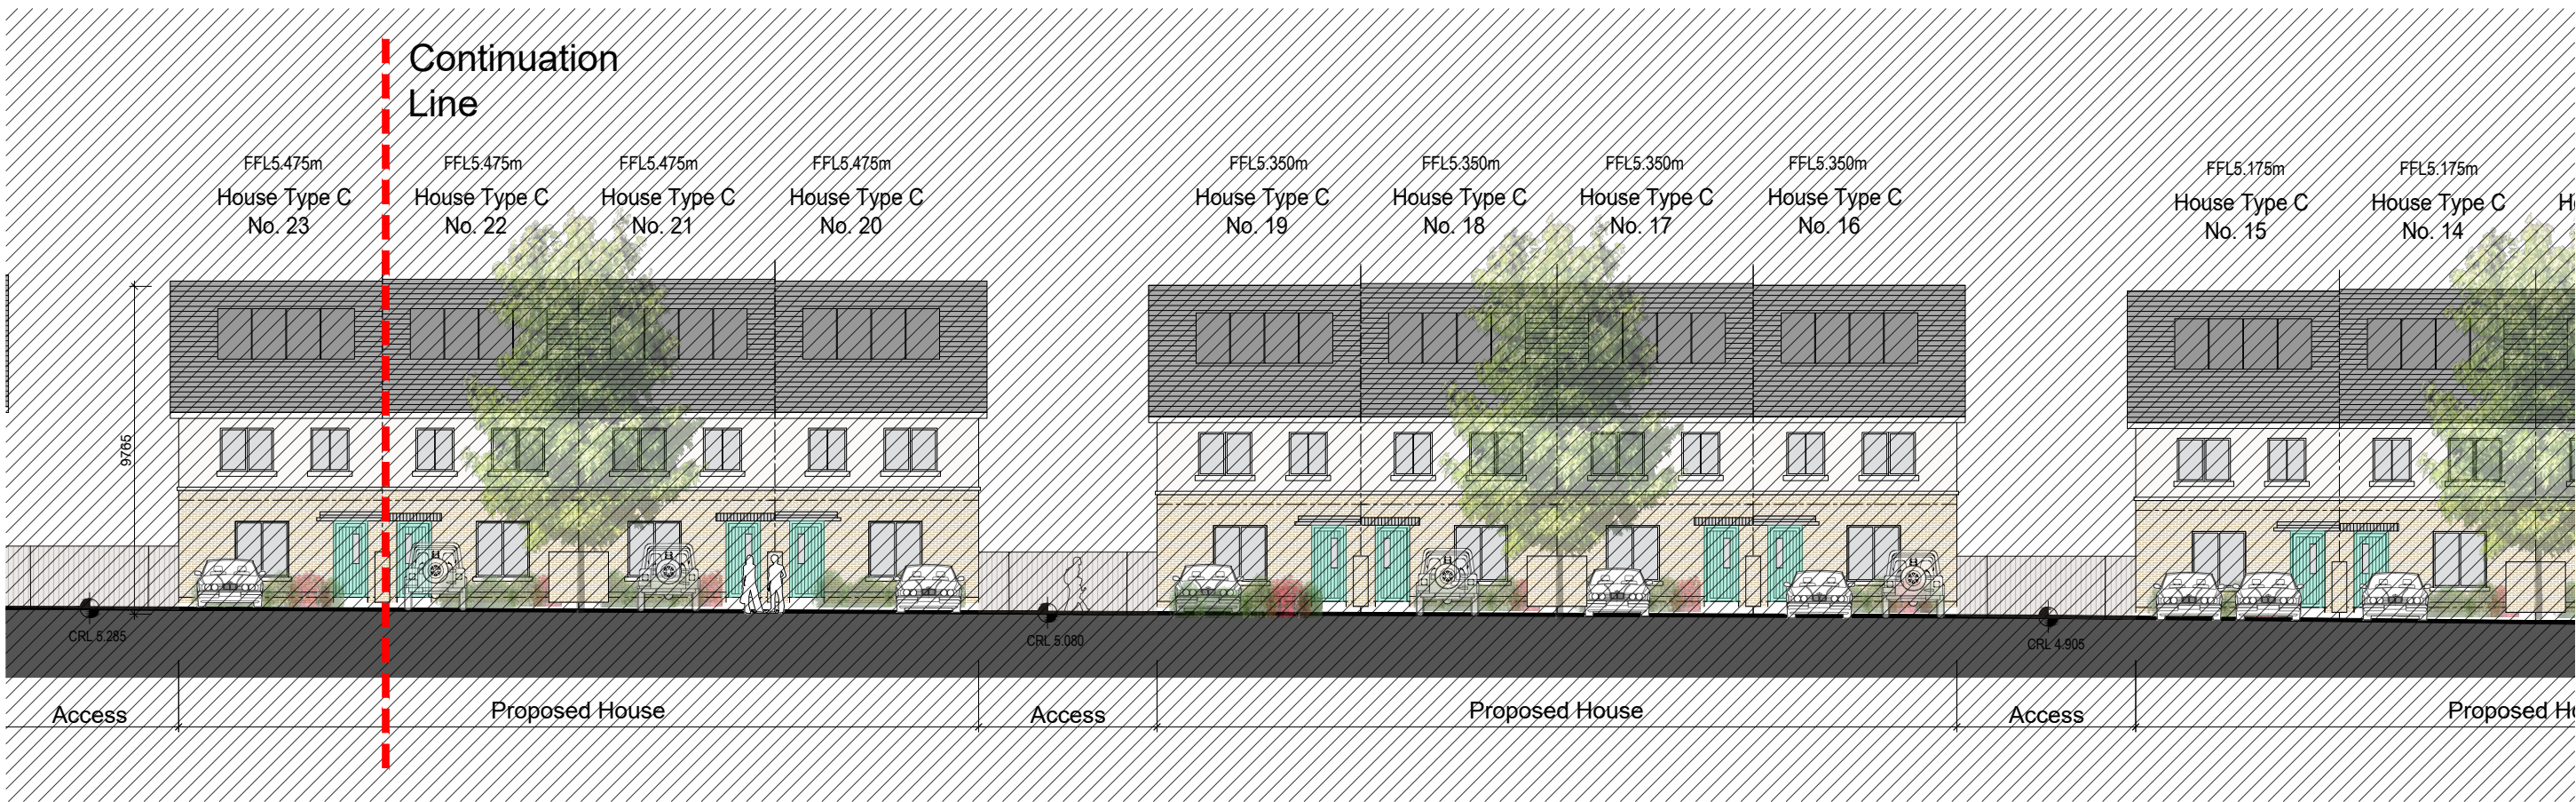 Continuation
Line
FFL5.475m
House Type C
No. 23
FFL5.475m
House Type C
No. 22
FFL5.475m
House Type C
No. 21
FFL5.475m
House Type C
No. 20
FFL5.350m
House Type C
No. 19
FFL5.350m
House Type C
No. 18
FFL5.350m
House Type C
No. 17
FFL5.350m
House Type C
No. 16
FFL5.175m
House Type C
No. 15
FFL5.175m
House Type C
No. 14
H
9765
CRL 5.285
CRL 5.080
CRL 4.905
Access
Proposed House
Access
Proposed House
Access
Proposed H